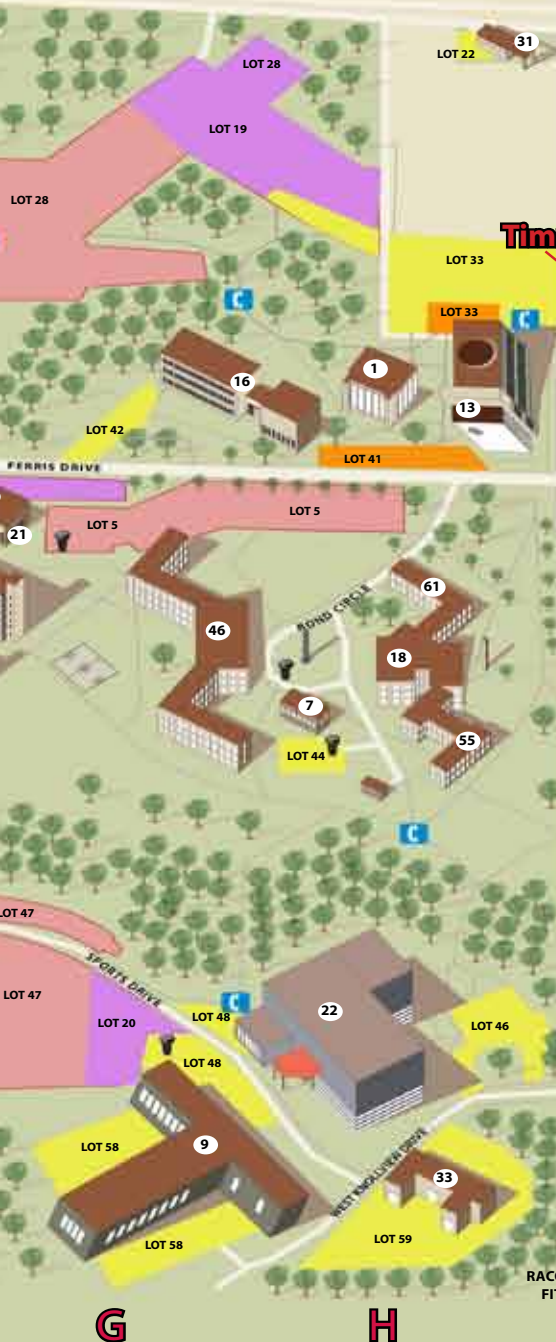 31
LOT 22
LOT 28
LOT 19
LOT 28
Tim
LOT 33
C
LOT 33
C
1
16
13
LOT 42
LOT 41
FERRIS DRIVE
LOT 5
LOT 5
21
61
BOND CIRCLE
46
18
7
55
LOT 44
C
LOT 47
SPORTS DRIVE
LOT 47
C
22
LOT 20
LOT 48
LOT 46
LOT 48
9
LOT 58
WEST KNOLLVIEW DRIVE
33
LOT 58
LOT 59
RACQ
FIT
G
H